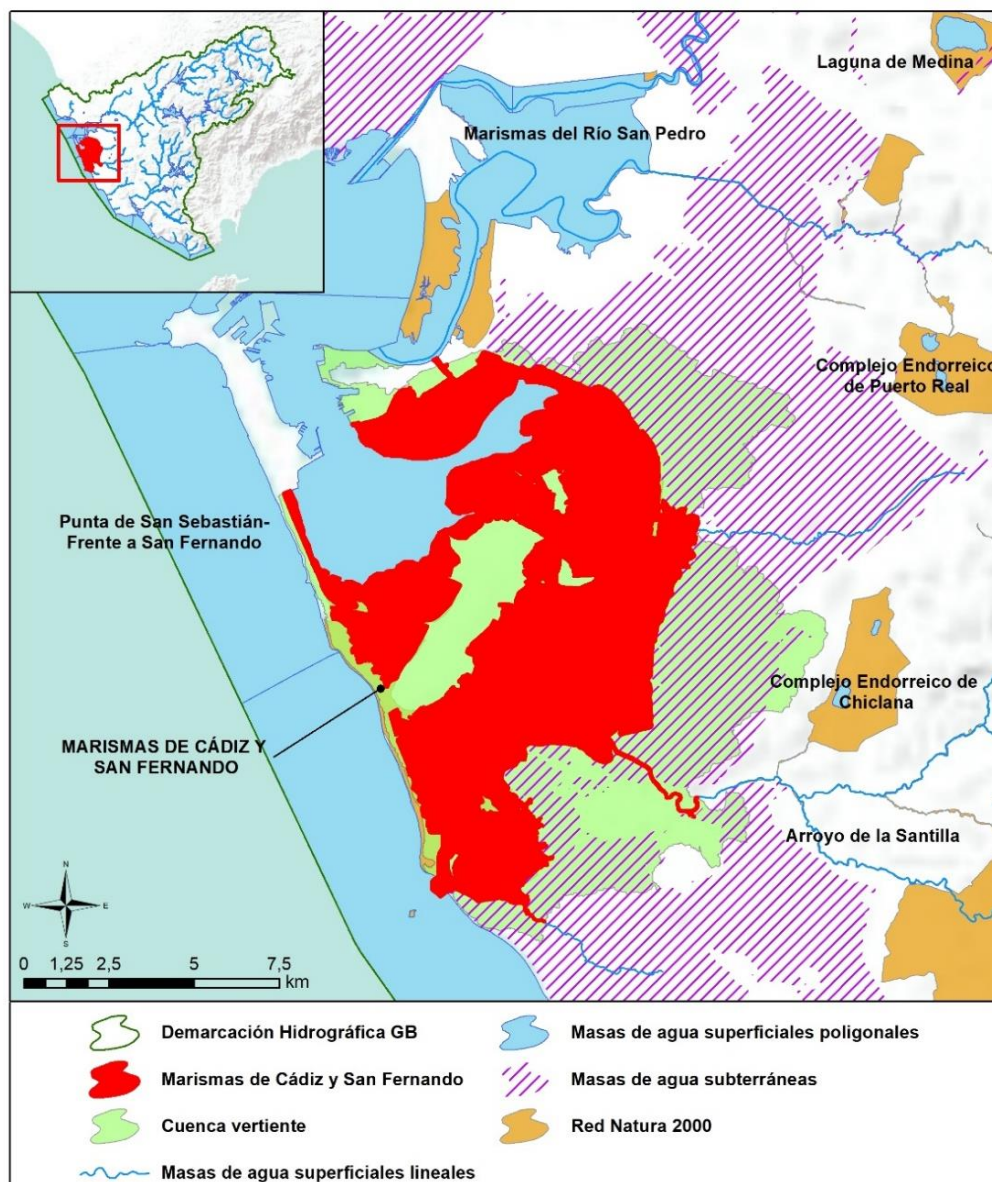 Laguna de Medina
Marismas del Río San Pedro
Complejo Endorreico
de Puerto Real
Punta de San Sebastián-
Frente a San Fernando
Complejo Endorreico de
Chiclana
MARISMAS DE CÁDIZ Y
SAN FERNANDO
Arroyo de la Santilla
N
W E
S
0 1,25 2,5 5 7,5
km
Demarcación Hidrográfica GB
Masas de agua superficiales poligonales
Marismas de Cádiz y San Fernando
Masas de agua subterráneas
Cuenca vertiente
Red Natura 2000
Masas de agua superficiales lineales